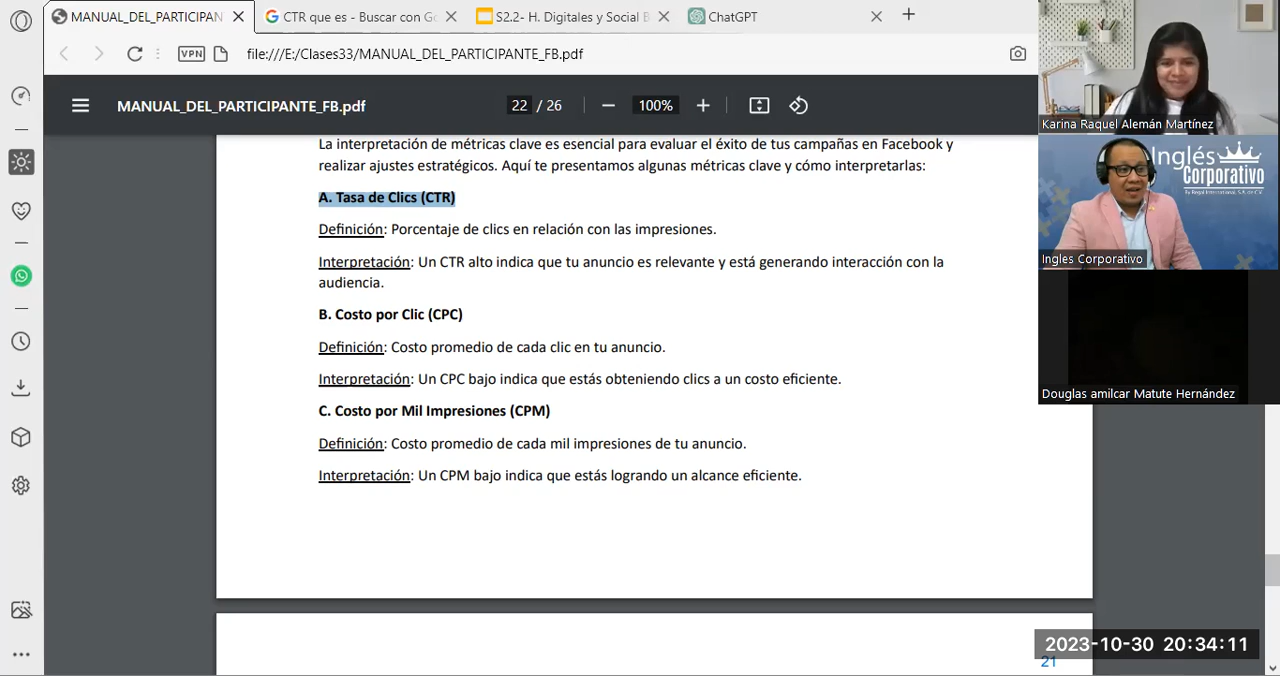 MANUAL_DEL_PARTICIPAN
CTR que es - Buscar con Go
S2.2- H. Digitales y Social B
ChatGPT
VPN
file:///E:/Clases33/MANUAL_DEL_PARTICIPANTE_FB.pdf
MANUAL_DEL_PARTICIPANTE_FB.pdf
22 / 26
100%
La interpretación de métricas clave es esencial para evaluar el éxito de tus campañas en Facebook y
realizar ajustes estratégicos. Aquí te presentamos algunas métricas clave y cómo interpretarlas:
A. Tasa de Clics (CTR)
Definición: Porcentaje de clics en relación con las impresiones.
Interpretación: Un CTR alto indica que tu anuncio es relevante y está generando interacción con la
audiencia.
B. Costo por Clic (CPC)
Definición: Costo promedio de cada clic en tu anuncio.
Interpretación: Un CPC bajo indica que estás obteniendo clics a un costo eficiente.
C. Costo por Mil Impresiones (CPM)
Definición: Costo promedio de cada mil impresiones de tu anuncio.
Interpretación: Un CPM bajo indica que estás logrando un alcance eficiente.
21
Karina Raquel Alemán Martínez
Inglés
Corporativo
By Regal International, S.A. de C.V.
Ingles Corporativo
Douglas amilcar Matute Hernández
2023-10-30 20:34:11